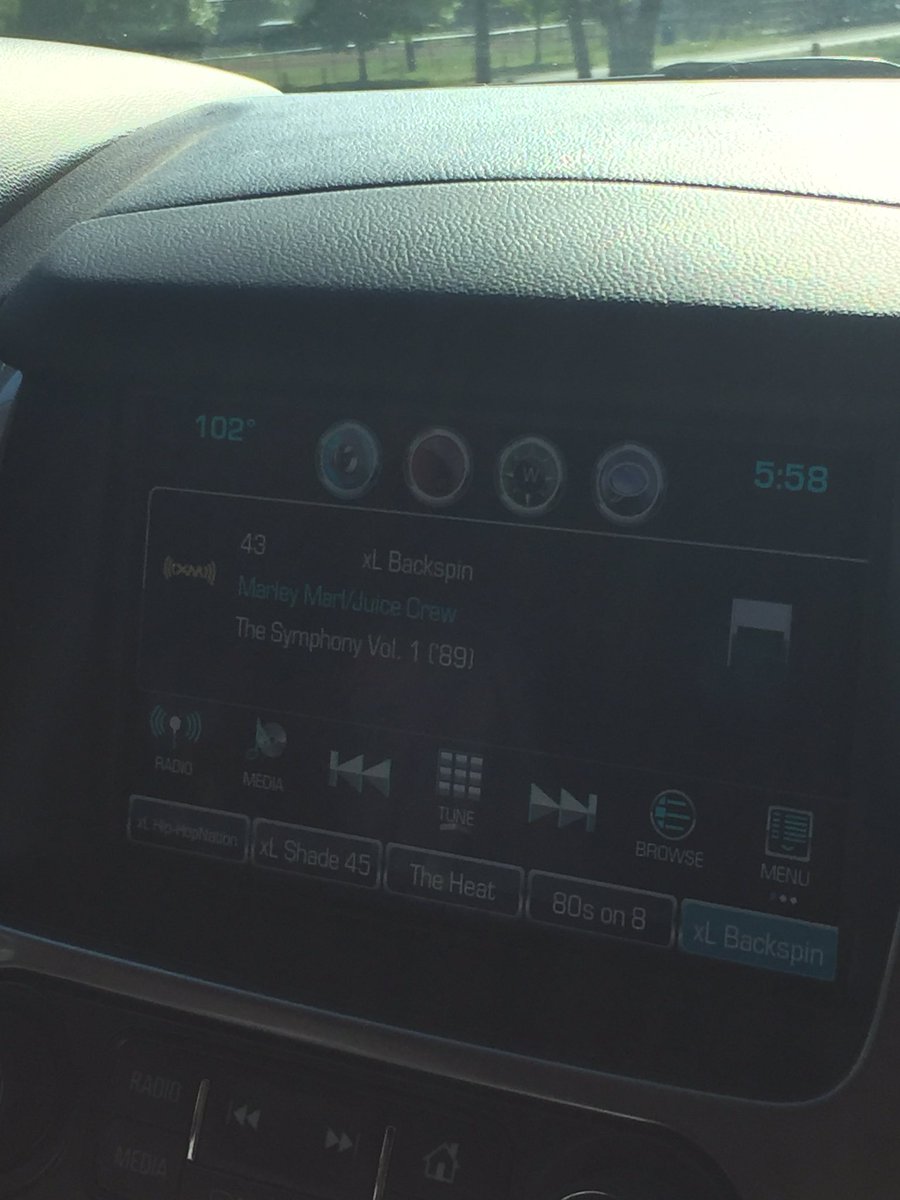 102°
W
5:58
43 xL Backspin
((XM))
Marley Marl/Juice Crew
The Symphony Vol. 1 ('89)
RADIO
MEDIA
TUNE
BROWSE
MENU
xL Hip-HopNation
xL Shade 45
The Heat
80s on 8
xL Backspin
RADIO
MEDIA